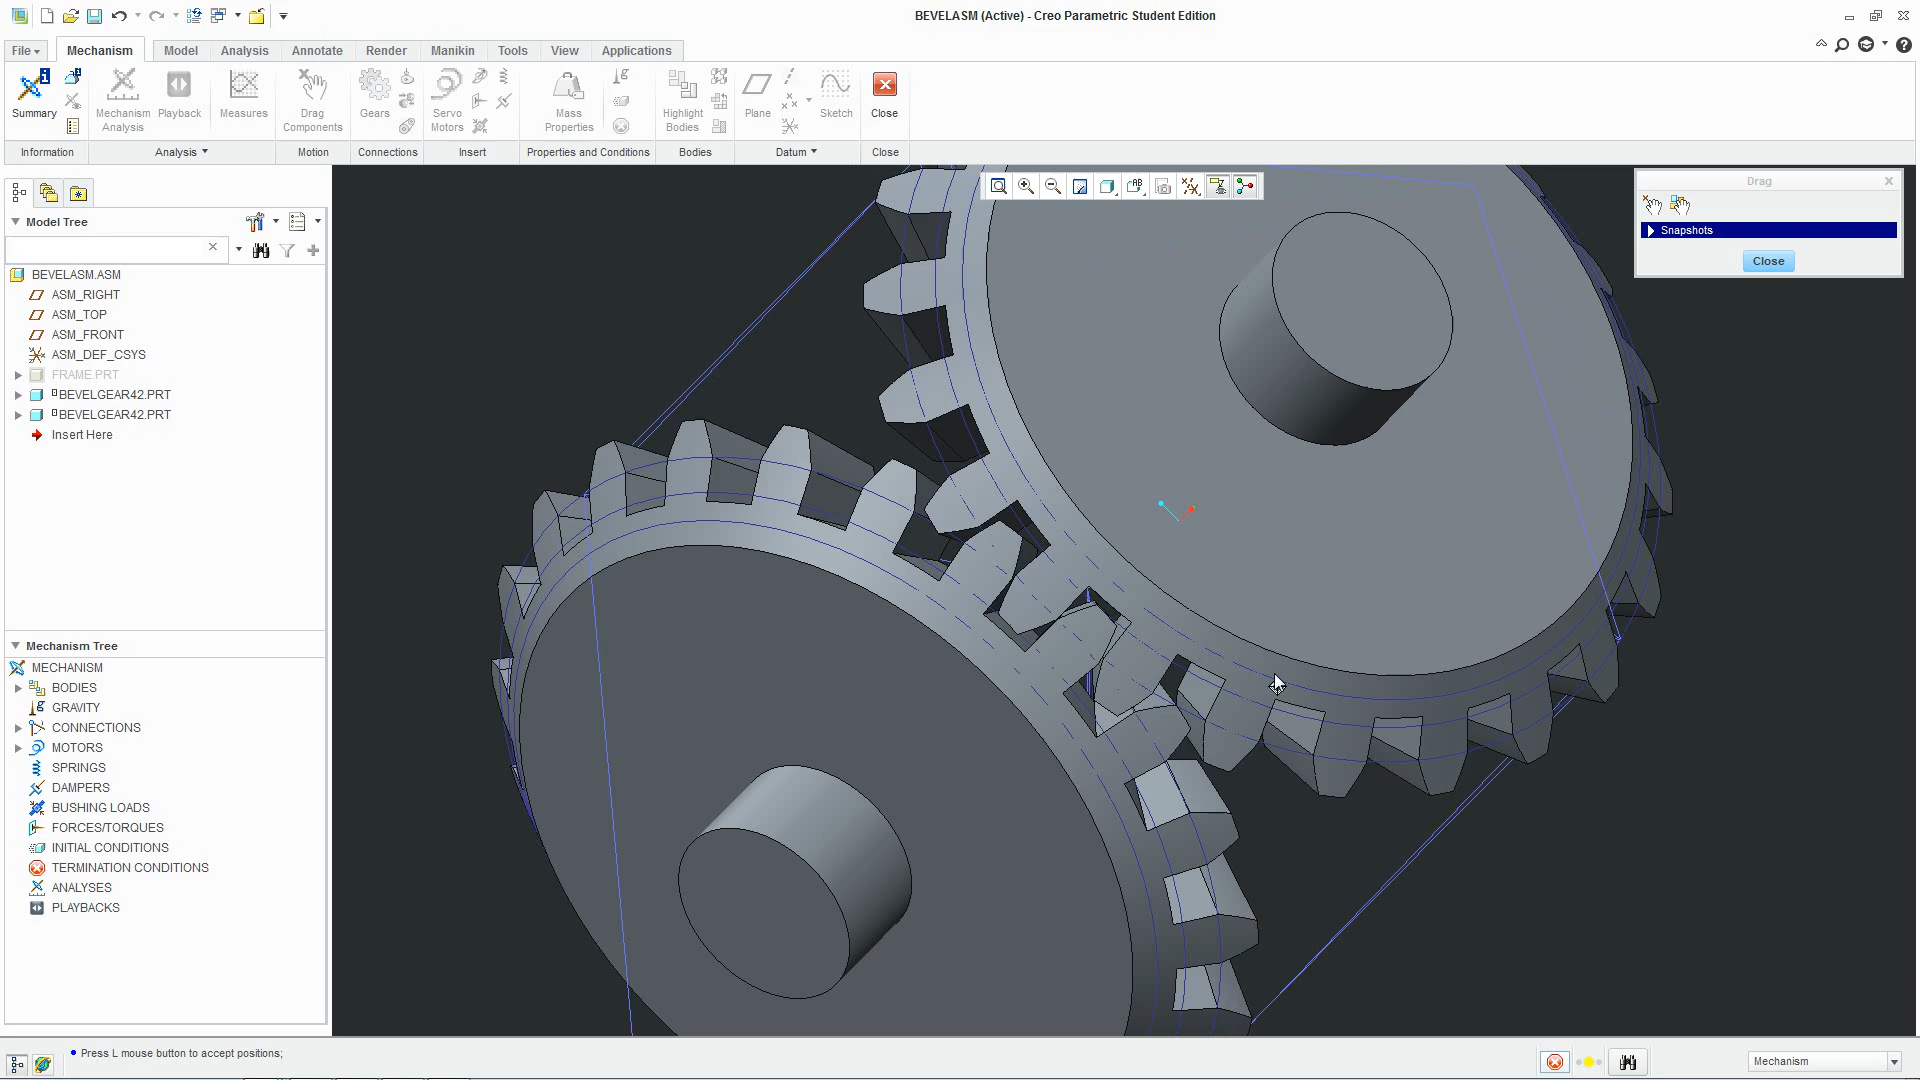 BEVELASM (Active) - Creo Parametric Student Edition
File
Mechanism
Model
Analysis
Annotate
Render
Manikin
Tools
View
Applications
Summary
Mechanism
Analysis
Playback
Measures
Drag
Components
Gears
Servo
Motors
Mass
Properties
Highlight
Bodies
Plane
Sketch
Close
Information
Analysis
Motion
Connections
Insert
Properties and Conditions
Bodies
Datum
Close
Model Tree
BEVELASM.ASM
ASM_RIGHT
ASM_TOP
ASM_FRONT
ASM_DEF_CSYS
FRAME.PRT
BEVELGEAR42.PRT
BEVELGEAR42.PRT
Insert Here
Mechanism Tree
MECHANISM
BODIES
GRAVITY
CONNECTIONS
MOTORS
SPRINGS
DAMPERS
BUSHING LOADS
FORCES/TORQUES
INITIAL CONDITIONS
TERMINATION CONDITIONS
ANALYSES
PLAYBACKS
Drag
Snapshots
Close
Press L mouse button to accept positions;
Mechanism